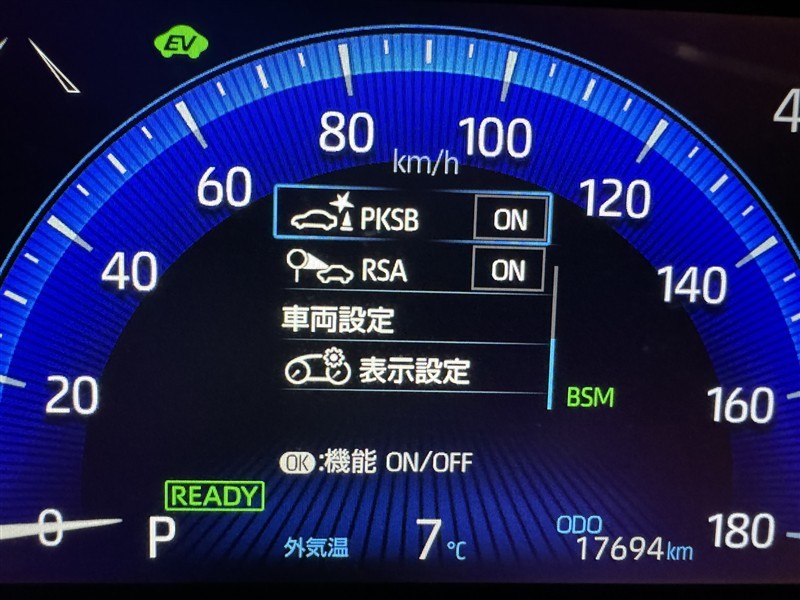 EV
4
80
100
km/h
60
120
PKSB ON
40
RSA ON
140
車両設定
表示設定
20
BSM
160
OK:機能 ON/OFF
READY
0
P
外気温 7℃
ODO
17694km
180